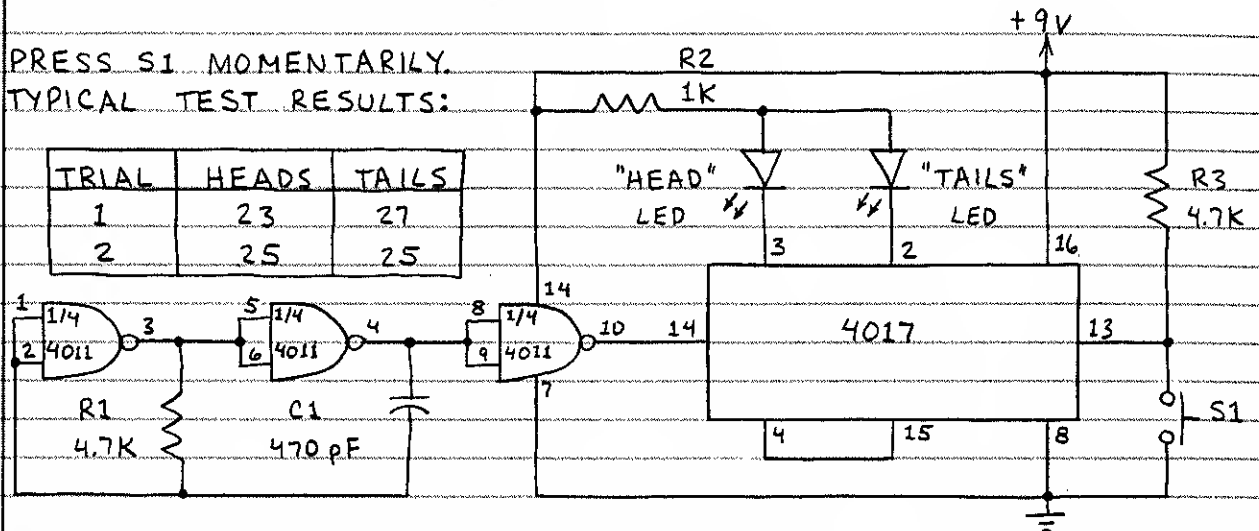 +9V
PRESS S1 MOMENTARILY.
TYPICAL TEST RESULTS:
R2
1K
TRIAL HEADS TAILS
1 23 27
2 25 25
"HEAD"
LED
"TAILS"
LED
R3
4.7K
3 2 16
1 2 1/4 4011 3
5 6 1/4 4011 4
8 9 1/4 4011 14 10 7
14 4017 13
R1
4.7K
C1
470pF
4 15 8
S1